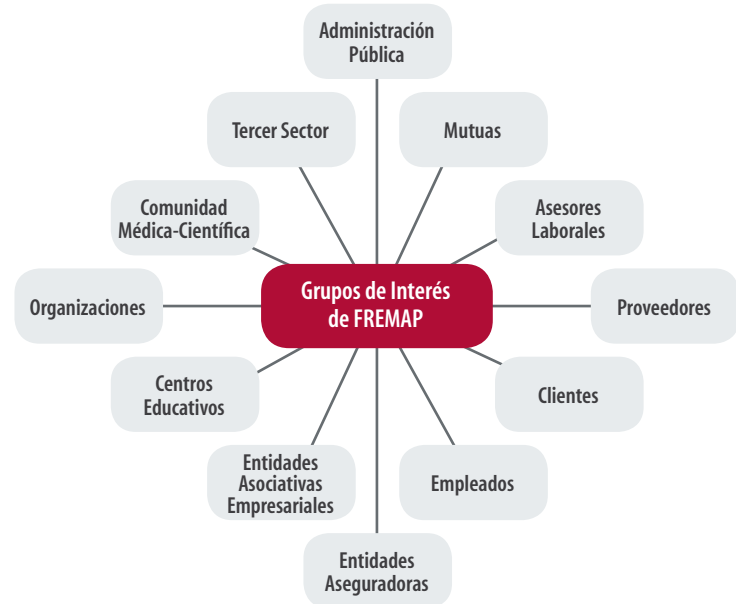 Administración
Pública
Tercer Sector
Mutuas
Comunidad
Médica-Científica
Asesores
Laborales
Grupos de Interés
de FREMAP
Organizaciones
Proveedores
Centros
Educativos
Clientes
Entidades
Asociativas
Empresariales
Empleados
Entidades
Aseguradoras